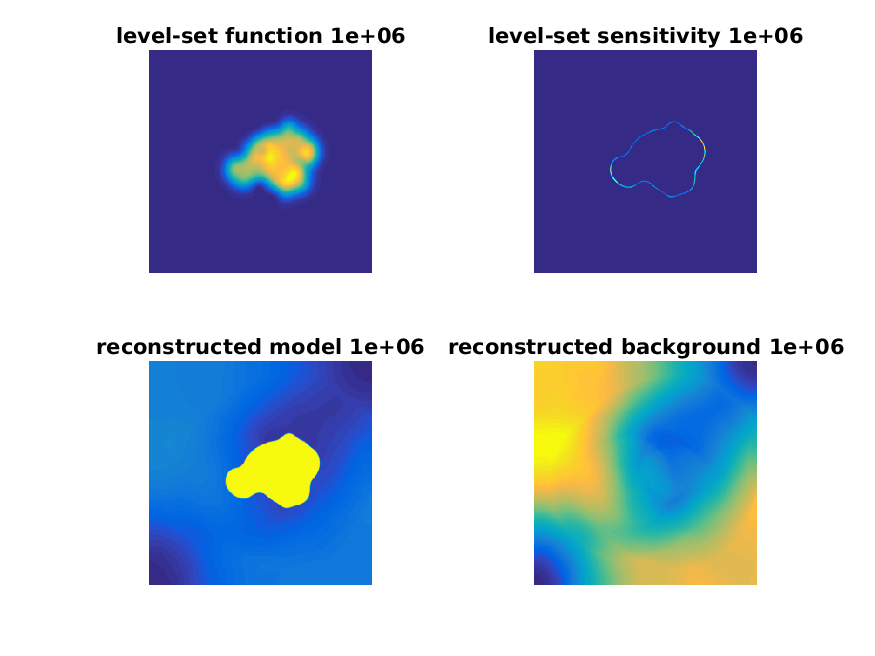 level-set function 1e+06
level-set sensitivity 1e+06
reconstructed model 1e+06
reconstructed background 1e+06